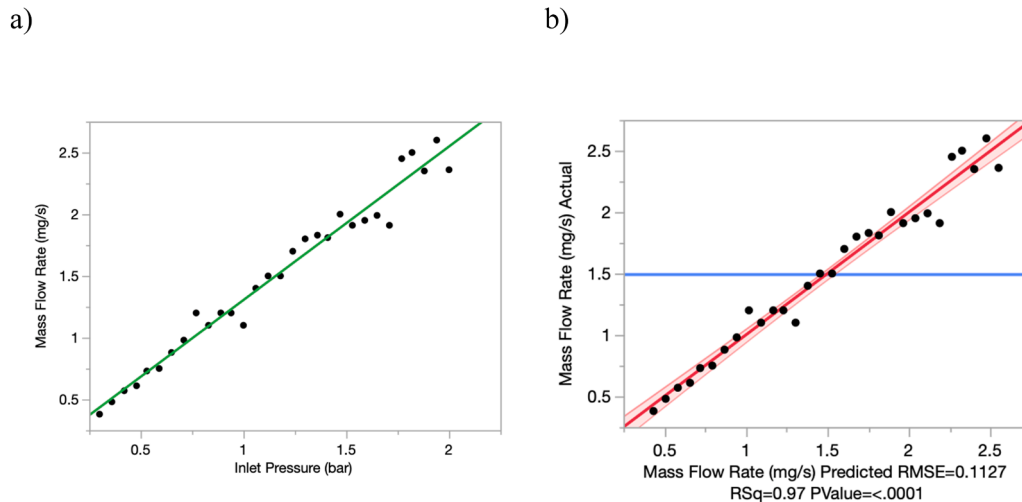 a)
b)
Mass Flow Rate (mg/s)
2.5
2
1.5
1
0.5
0.5
1
1.5
2
Inlet Pressure (bar)
Mass Flow Rate (mg/s) Actual
2.5
2
1.5
1
0.5
0.5
1
1.5
2
2.5
Mass Flow Rate (mg/s) Predicted RMSE=0.1127
RSq=0.97 PValue=<.0001